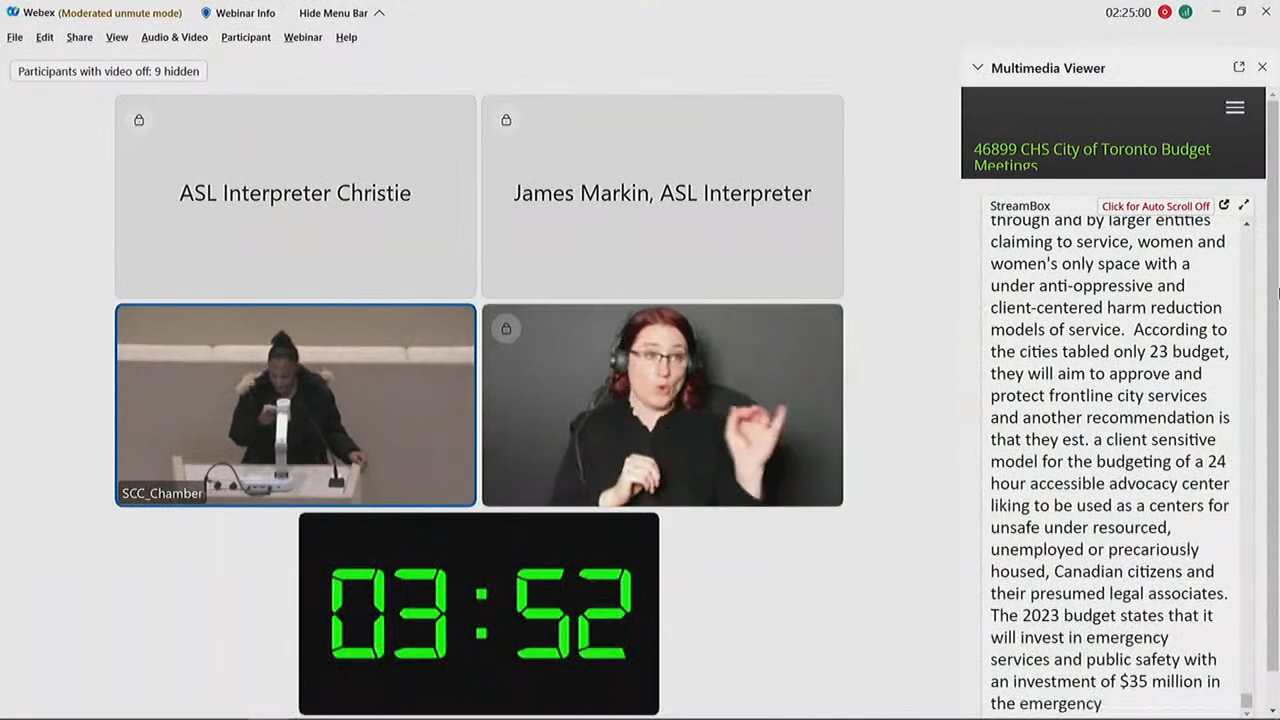 Webex (Moderated unmute mode) Webinar Info Hide Menu Bar 02:25:00
File Edit Share View Audio & Video Participant Webinar Help
Participants with video off: 9 hidden
Multimedia Viewer
ASL Interpreter Christie
James Markin, ASL Interpreter
SCC_Chamber
03:52
46899 CHS City of Toronto Budget
Meetings
StreamBox Click for Auto Scroll Off
through and by larger entities
claiming to service, women and
women's only space with a
under anti-oppressive and
client-centered harm reduction
models of service. According to
the cities tabled only 23 budget,
they will aim to approve and
protect frontline city services
and another recommendation is
that they est. a client sensitive
model for the budgeting of a 24
hour accessible advocacy center
liking to be used as a centers for
unsafe under resourced,
unemployed or precariously
housed, Canadian citizens and
their presumed legal associates.
The 2023 budget states that it
will invest in emergency
services and public safety with
an investment of $35 million in
the emergency